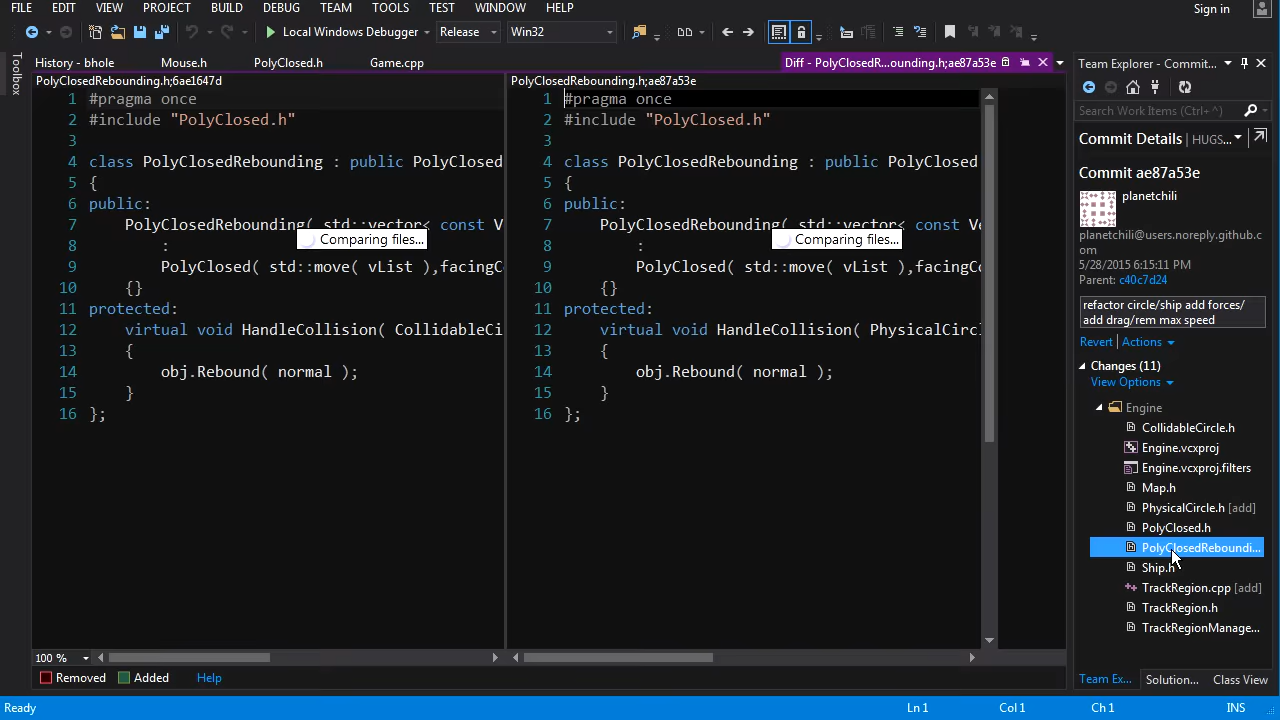 FILE EDIT VIEW PROJECT BUILD DEBUG TEAM TOOLS TEST WINDOW HELP Sign in
Local Windows Debugger Release Win32
Toolbox
History - bhole Mouse.h PolyClosed.h Game.cpp Diff - PolyClosedR...ounding.h;ae87a53e
PolyClosedRebounding.h;6ae1647d
1 #pragma once
2 #include "PolyClosed.h"
3
4 class PolyClosedRebounding : public PolyClosed
5 {
6 public:
7 PolyClosedRebounding( std::vector< const V
Comparing files...
8 :
9 PolyClosed( std::move( vList ),facingC
10 {}
11 protected:
12 virtual void HandleCollision( CollidableCi
13 {
14 obj.Rebound( normal );
15 }
16 };
PolyClosedRebounding.h;ae87a53e
1 #pragma once
2 #include "PolyClosed.h"
3
4 class PolyClosedRebounding : public PolyClosed
5 {
6 public:
7 PolyClosedRebounding( std::vector< const Ve
Comparing files...
8 :
9 PolyClosed( std::move( vList ),facingCo
10 {}
11 protected:
12 virtual void HandleCollision( PhysicalCirc
13 {
14 obj.Rebound( normal );
15 }
16 };
100 %
Removed Added Help
Team Explorer - Commit...
Search Work Items (Ctrl+ ^)
Commit Details | HUGS...
Commit ae87a53e
planetchili
planetchili@users.noreply.github.c
om
5/28/2015 6:15:11 PM
Parent: c40c7d24
refactor circle/ship add forces/
add drag/rem max speed
Revert | Actions
Changes (11)
View Options
Engine
CollidableCircle.h
Engine.vcxproj
Engine.vcxproj.filters
Map.h
PhysicalCircle.h [add]
PolyClosed.h
PolyClosedReboundi...
Ship.h
TrackRegion.cpp [add]
TrackRegion.h
TrackRegionManage...
Team Ex... Solution... Class View
Ready Ln 1 Col 1 Ch 1 INS